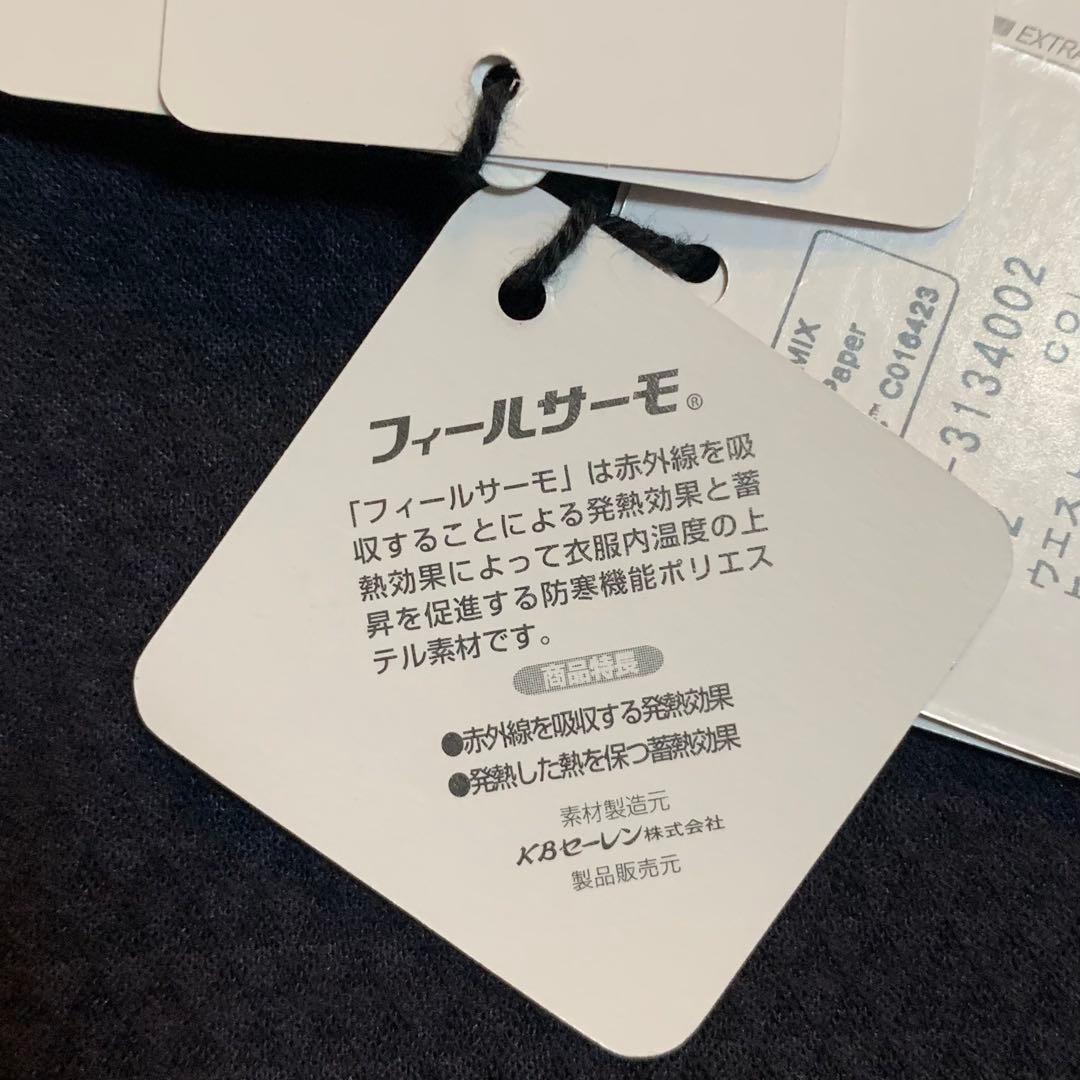 フィールサーモ®
「フィールサーモ」は赤外線を吸
収することによる発熱効果と蓄
熱効果によって衣服内温度の上
昇を促進する防寒機能ポリエス
テル素材です。
商品特長
●赤外線を吸収する発熱効果
●発熱した熱を保つ蓄熱効果
素材製造元
KBセーレン株式会社
製品販売元
EXTRA
MIX
Paper
™ C016423
-3134002
ウエスト